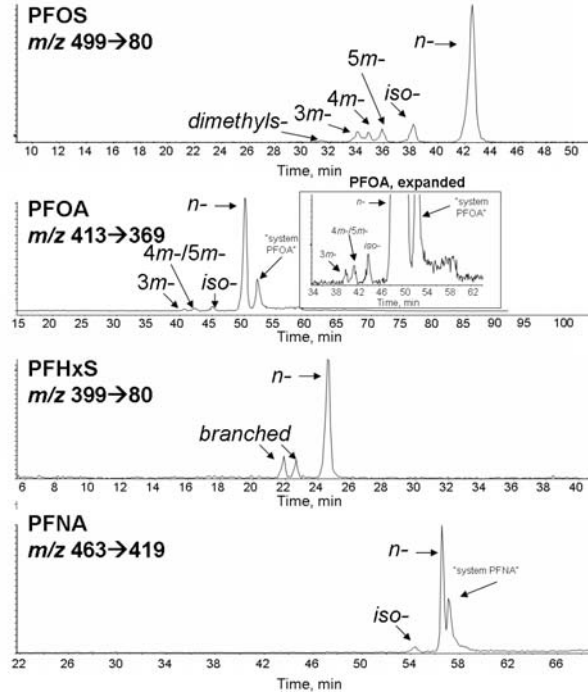 PFOS
m/z 499→80
n-
5m-
4m-
iso-
3m-
dimethyls-
10 12 14 16 18 20 22 24 26 28 30 32 34 36 38 40 42 44 46 48 50
Time, min
PFOA
m/z 413→369
n-
4m-/5m-
3m-
iso-
"system
PFOA"
PFOA, expanded
n-
"system
PFOA"
4m-/5m-
iso-
3m-
34 38 42 46 50 54 58 62
Time, min
15 20 25 30 35 40 45 50 55 60 65 70 75 80 85 90 95 100
Time, min
PFHxS
m/z 399→80
n-
branched
6 8 10 12 14 16 18 20 22 24 26 28 30 32 34 36 38 40
Time, min
PFNA
m/z 463→419
n-
"system PFNA"
iso-
22 26 30 34 38 42 46 50 54 58 62 66
Time, min